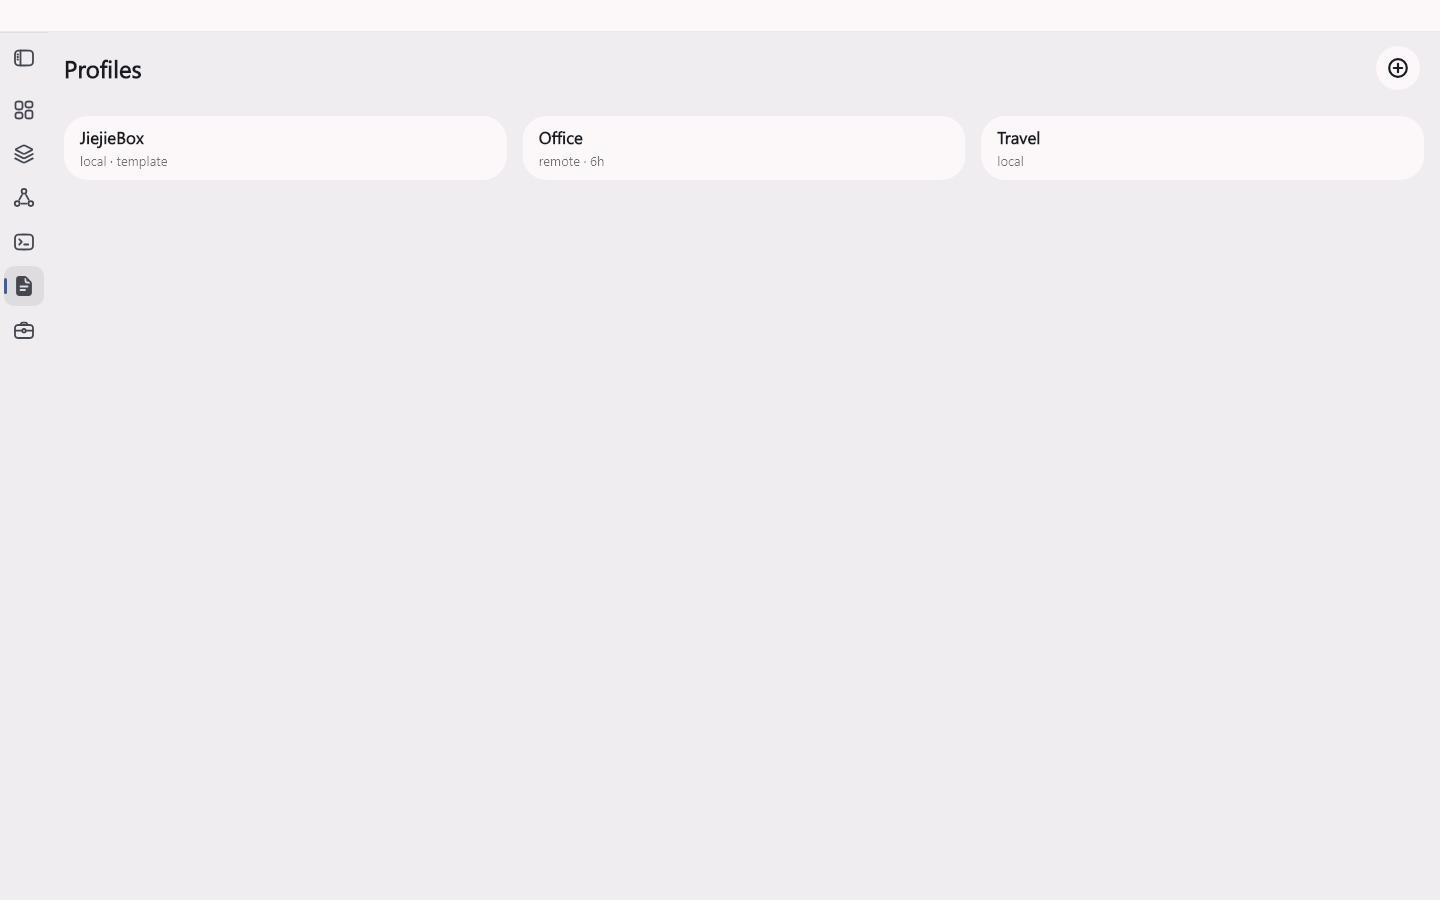 Profiles
JiejieBox
local · template
Office
remote · 6h
Travel
local